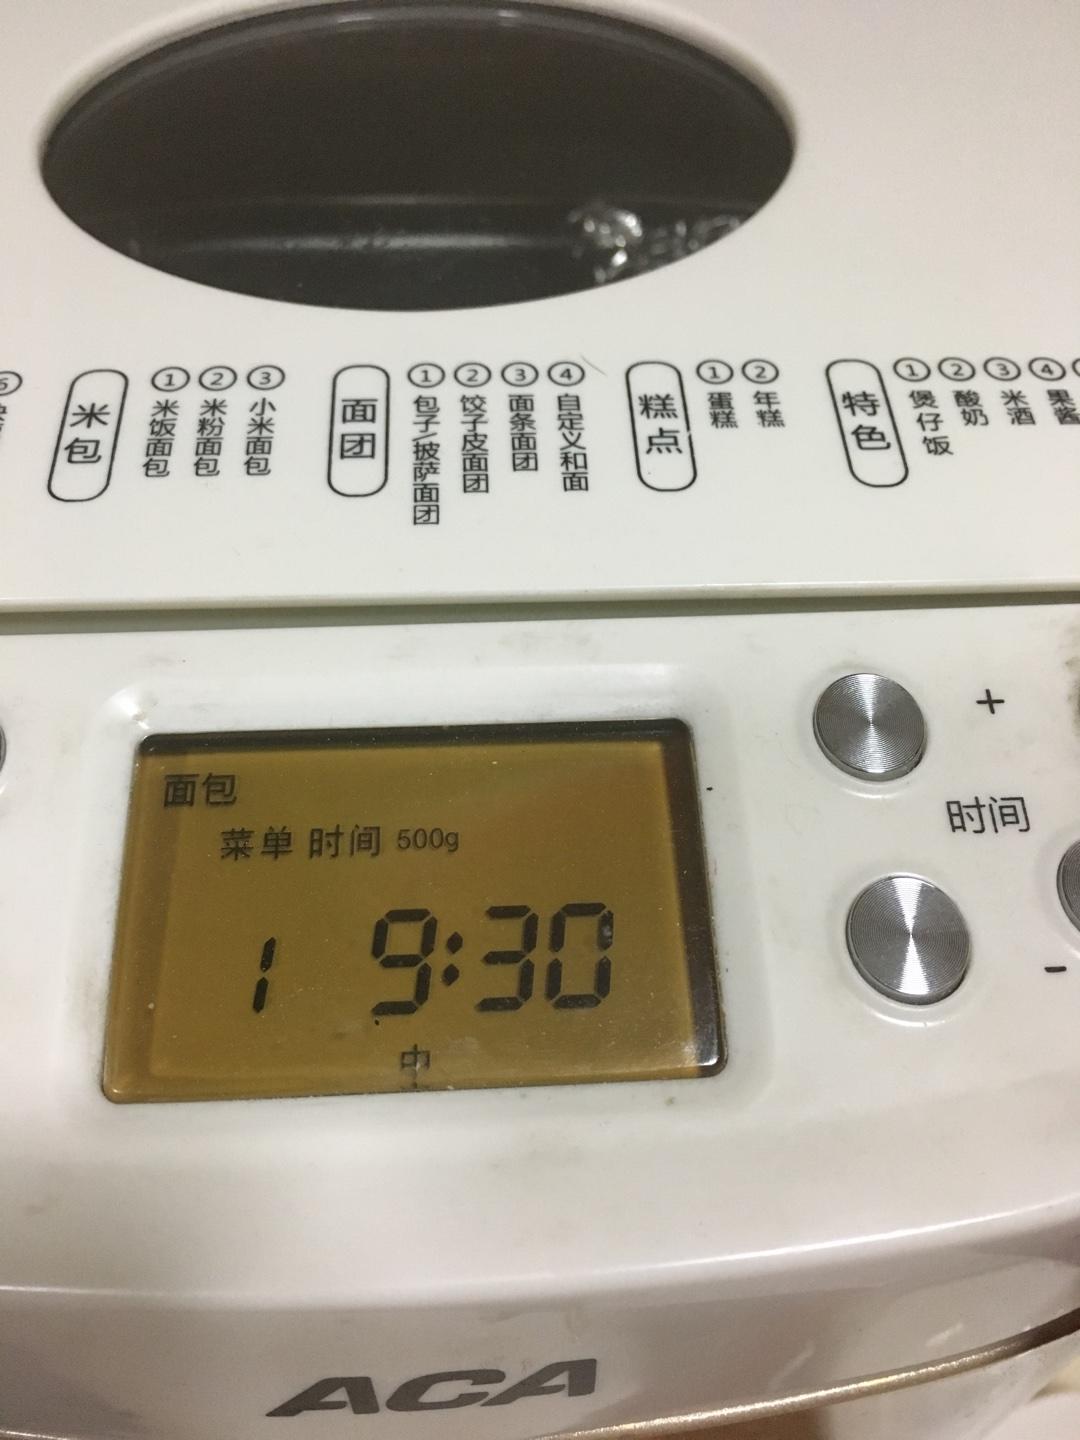 米包
①米饭面包
②米粉面包
③小米面包
面团
①包子/披萨面团
②饺子皮面团
③面条面团
④自定义和面
糕点
①蛋糕
②年糕
特色
①煲仔饭
②酸奶
③米酒
④果酱
面包
菜单 时间 500g
1 9:30
中
+
时间
-
ACA